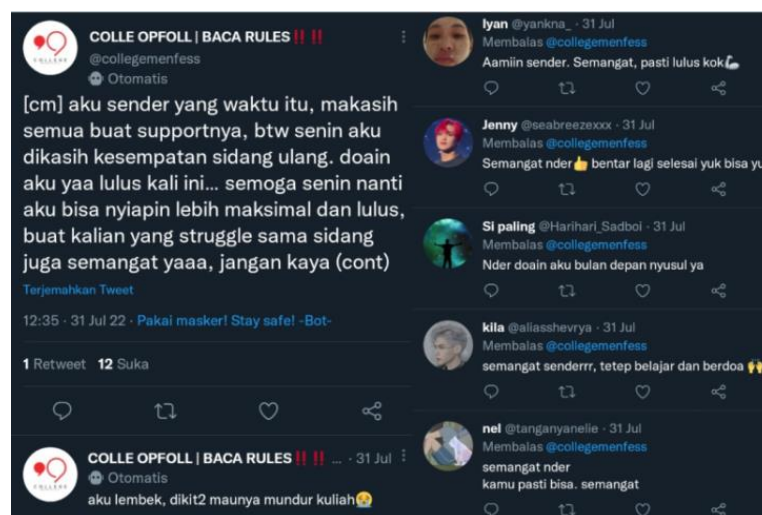 COLLE OPFOLL | BACA RULES‼️ ‼️
@collegemenfess
Otomatis
[cm] aku sender yang waktu itu, makasih
semua buat supportnya, btw senin aku
dikasih kesempatan sidang ulang. doain
aku yaa lulus kali ini... semoga senin nanti
aku bisa nyiapin lebih maksimal dan lulus,
buat kalian yang struggle sama sidang
juga semangat yaaa, jangan kaya (cont)
Terjemahkan Tweet
12:35 · 31 Jul 22 · Pakai masker! Stay safe! -Bot-
1 Retweet 12 Suka
COLLE OPFOLL | BACA RULES‼️ ‼️ ... · 31 Jul
Otomatis
aku lembek, dikit2 maunya mundur kuliah😭
Iyan @yankna_ · 31 Jul
Membalas @collegemenfess
Aamiin sender. Semangat, pasti lulus kok💪
Jenny @seabreezexxx · 31 Jul
Membalas @collegemenfess
Semangat nder👍 bentar lagi selesai yuk bisa yu
Si paling @Harihari_Sadboi · 31 Jul
Membalas @collegemenfess
Nder doain aku bulan depan nyusul ya
kila @aliasshevrya · 31 Jul
Membalas @collegemenfess
semangat senderrr, tetep belajar dan berdoa 🙌
nel @tanganyanelie · 31 Jul
Membalas @collegemenfess
semangat nder
kamu pasti bisa. semangat